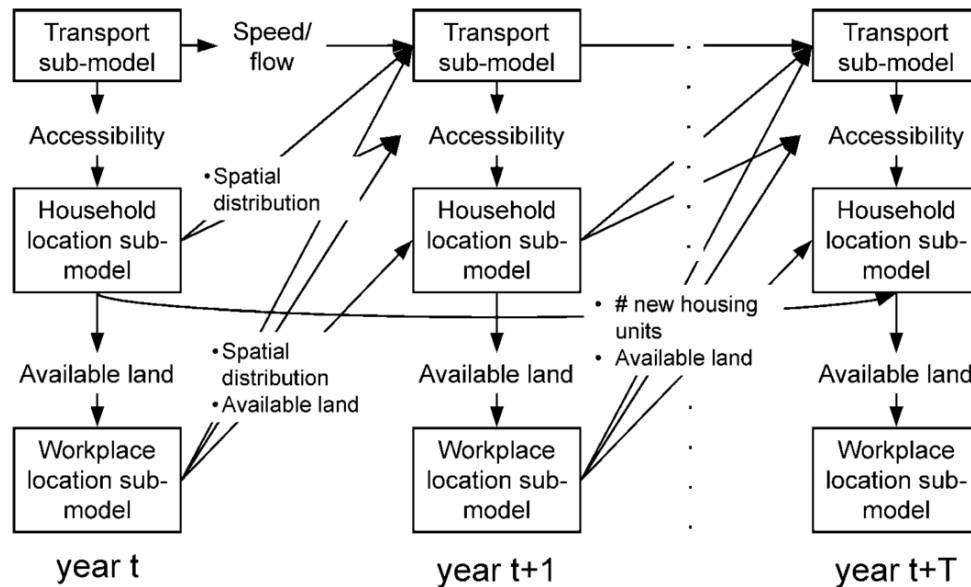 Transport
sub-model
Speed/
flow
Transport
sub-model
Transport
sub-model
Accessibility
Accessibility
Accessibility
• Spatial
distribution
Household
location sub-
model
Household
location sub-
model
Household
location sub-
model
• # new housing
units
• Available land
• Spatial
distribution
• Available land
Available land
Available land
Available land
Workplace
location sub-
model
Workplace
location sub-
model
Workplace
location sub-
model
year t
year t+1
year t+T